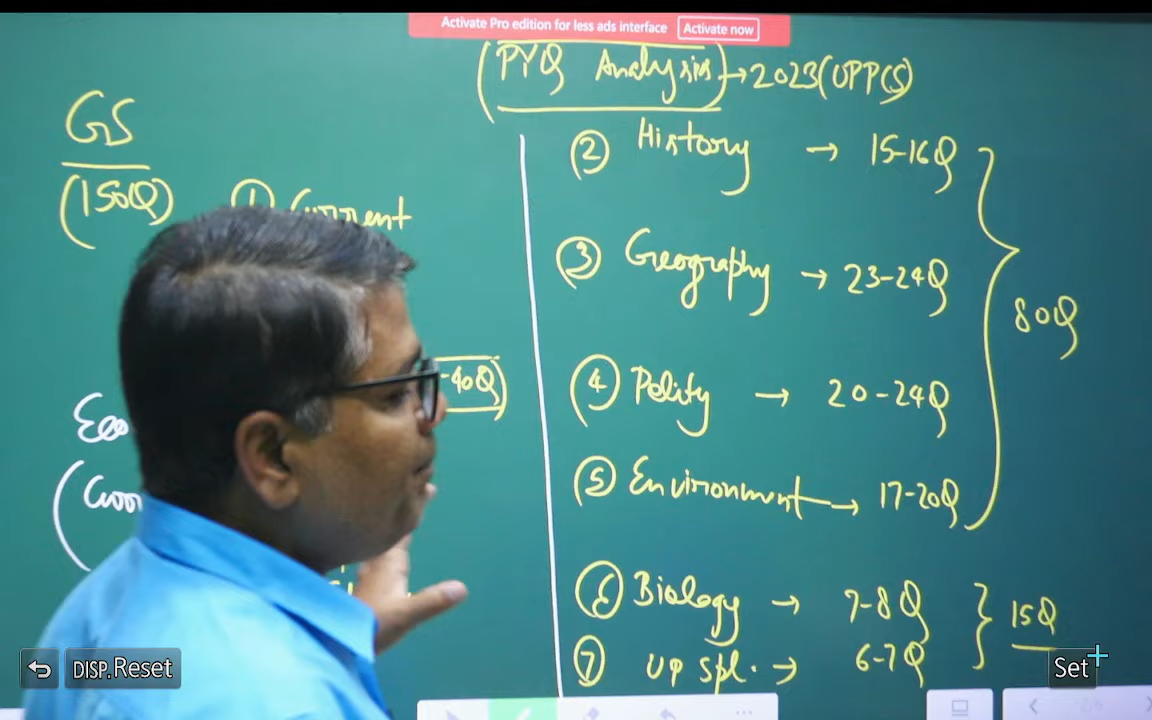 Activate Pro edition for less ads interface Activate now
(PYQ Analysis) → 2023 (UPPCS)
GS
(150Q)
① Current
-40Q)
② History → 15-16Q
③ Geography → 23-24Q
④ Polity → 20-24Q
⑤ Environment → 17-20Q
80Q
⑥ Biology → 7-8Q
⑦ UP Spl. → 6-7Q
15Q
DISP. Reset
Set